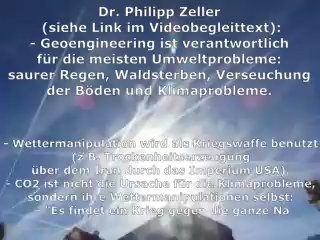 Dr. Philipp Zeller
(siehe Link im Videobegleittext):
- Geoengineering ist verantwortlich
für die meisten Umweltprobleme:
saurer Regen, Waldsterben, Verseuchung
der Böden und Klimaprobleme.
- Wettermanipulation wird als Kriegswaffe benutzt
(z B. Trockenheitserzeugung
über dem Iran durch das Imperium USA).
- CO2 ist nicht die Ursache für die Klimaprobleme,
sondern ihre Wettermanipulationen selbst:
- "Es findet ein Krieg gegen die ganze Na